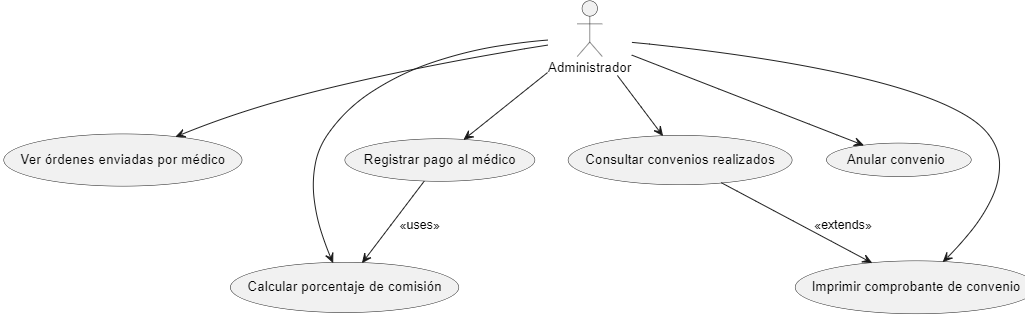 Administrador
Ver órdenes enviadas por médico
Registrar pago al médico
Consultar convenios realizados
Anular convenio
«uses»
«extends»
Calcular porcentaje de comisión
Imprimir comprobante de convenio